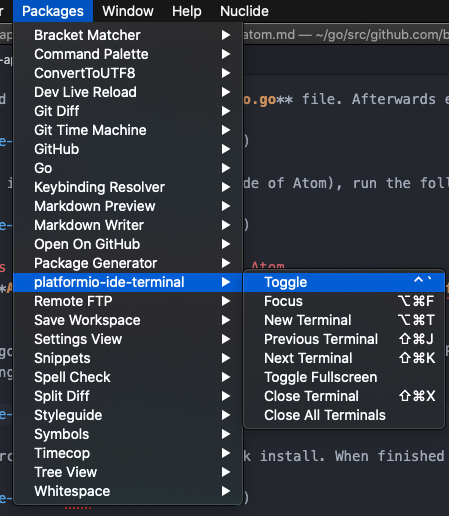 Packages Window Help Nuclide
atom.md — ~/go/src/github.com/b
Bracket Matcher
Command Palette
ConvertToUTF8
Dev Live Reload
o.go** file. Afterwards e
Git Diff
Git Time Machine
GitHub
Go
de of Atom), run the foll
Keybinding Resolver
Markdown Preview
Markdown Writer
Open On GitHub
Package Generator
Atom
platformio-ide-terminal
Toggle ⌃`
Focus ⌥⌘F
New Terminal ⌥⌘T
Previous Terminal ⇧⌘J
Next Terminal ⇧⌘K
Toggle Fullscreen
Close Terminal ⇧⌘X
Close All Terminals
Remote FTP
Save Workspace
Settings View
Snippets
Spell Check
Split Diff
Styleguide
Symbols
Timecop
k install. When finished
Tree View
Whitespace